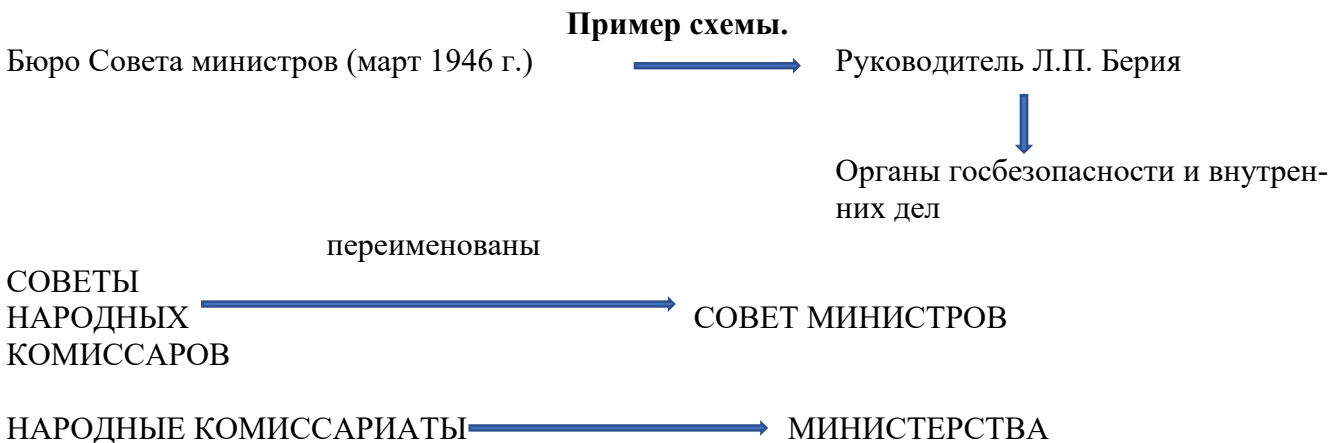 Пример схемы.
Бюро Совета министров (март 1946 г.) Руководитель Л.П. Берия
Органы госбезопасности и внутрен-
них дел
переименованы
СОВЕТЫ
НАРОДНЫХ
КОМИССАРОВ
СОВЕТ МИНИСТРОВ
НАРОДНЫЕ КОМИССАРИАТЫ МИНИСТЕРСТВА